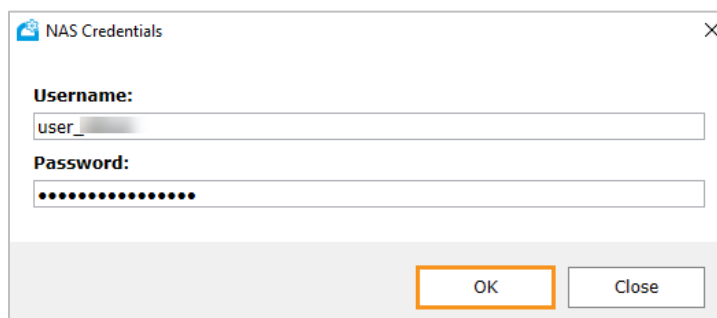 NAS Credentials
Username:
user_
Password:
••••••••••••••••
OK Close